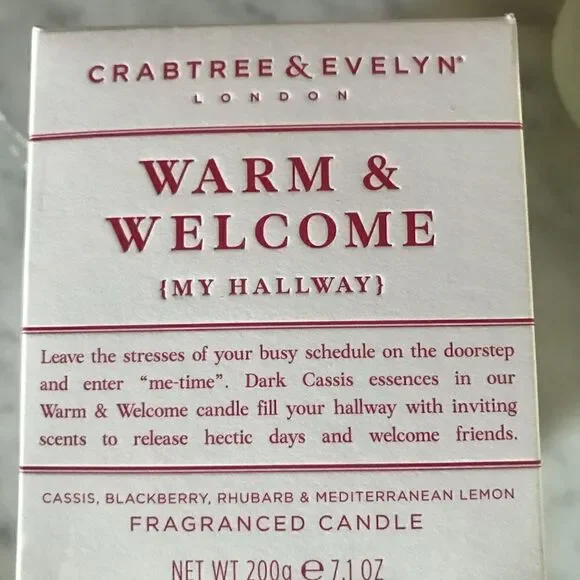 CRABTREE & EVELYN®
LONDON
WARM &
WELCOME
{MY HALLWAY}
Leave the stresses of your busy schedule on the doorstep
and enter “me-time”. Dark Cassis essences in our
Warm & Welcome candle fill your hallway with inviting
scents to release hectic days and welcome friends.
CASSIS, BLACKBERRY, RHUBARB & MEDITERRANEAN LEMON
FRAGRANCED CANDLE
NET WT 200g ℮ 7.1 OZ